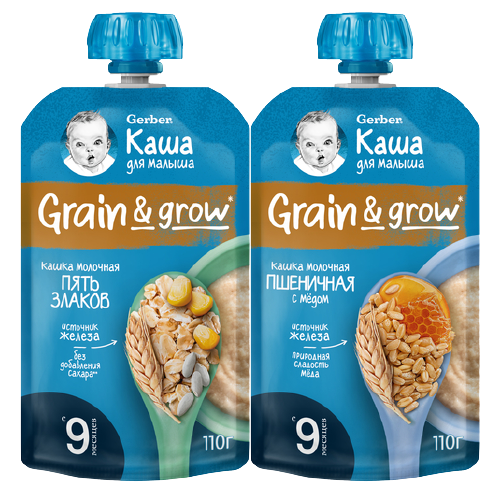 Gerber®
Каша
для малыша
Grain & grow*
кашка молочная
ПЯТЬ
ЗЛАКОВ
источник
железа
без
добавления
сахара**
с 9 месяцев
110г
Gerber®
Каша
для малыша
Grain & grow*
кашка молочная
ПШЕНИЧНАЯ
с мёдом
источник
железа
природная
сладость
мёда
с 9 месяцев
110г